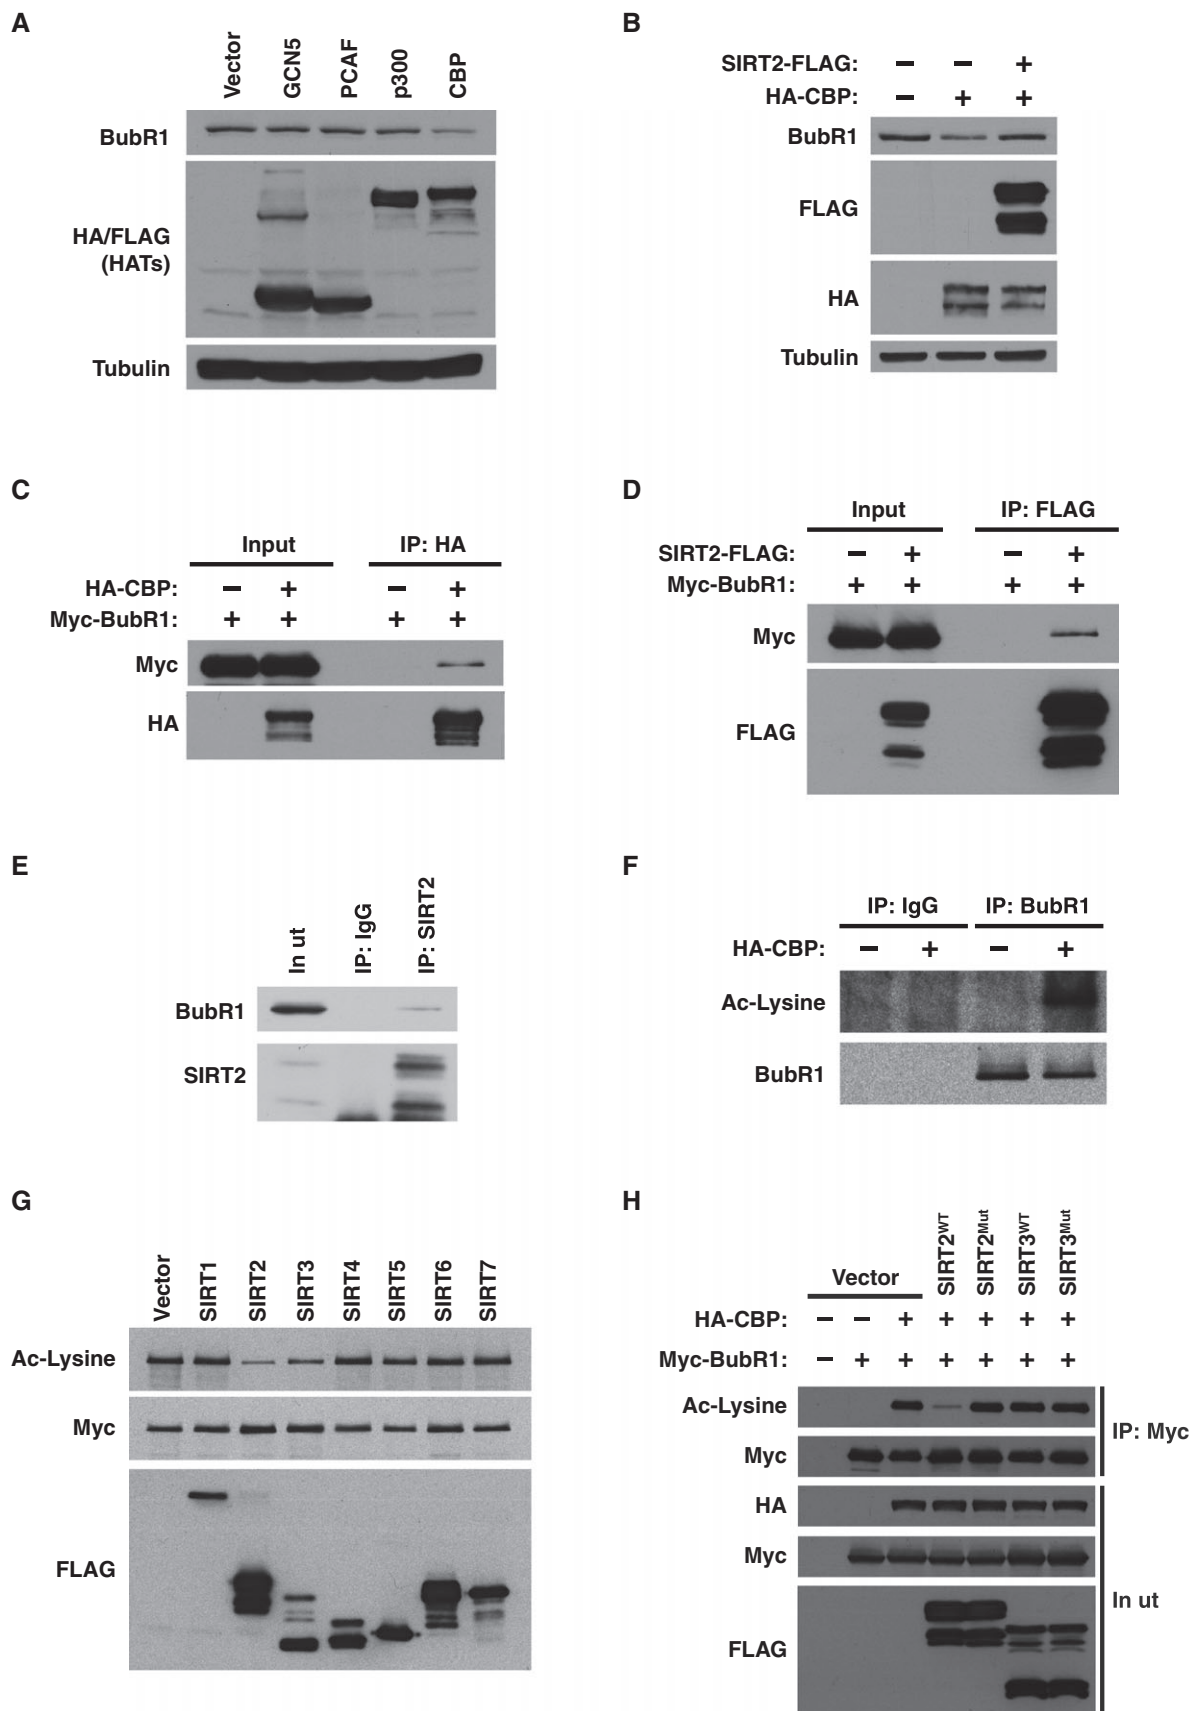 A
Vector GCN5 PCAF p300 CBP
BubR1
HA/FLAG
(HATs)
Tubulin
B
SIRT2-FLAG: – – +
HA-CBP: – + +
BubR1
FLAG
HA
Tubulin
C
Input IP: HA
HA-CBP: – + – +
Myc-BubR1: + + + +
Myc
HA
D
Input IP: FLAG
SIRT2-FLAG: – + – +
Myc-BubR1: + + + +
Myc
FLAG
E
In ut IP: IgG IP: SIRT2
BubR1
SIRT2
F
IP: IgG IP: BubR1
HA-CBP: – + – +
Ac-Lysine
BubR1
G
Vector SIRT1 SIRT2 SIRT3 SIRT4 SIRT5 SIRT6 SIRT7
Ac-Lysine
Myc
FLAG
H
Vector SIRT2WT SIRT2Mut SIRT3WT SIRT3Mut
HA-CBP: – – + + + + +
Myc-BubR1: – + + + + + +
Ac-Lysine
Myc
IP: Myc
HA
Myc
FLAG
In ut